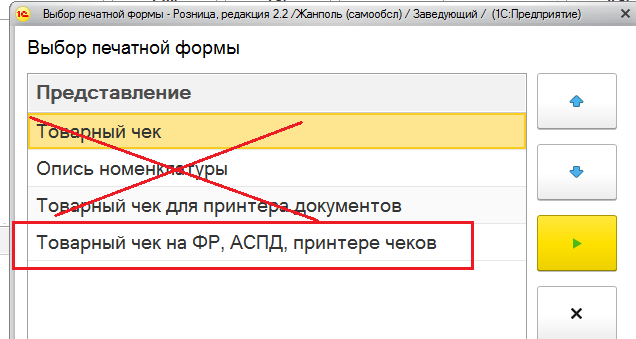 1С Выбор печатной формы - Розница, редакция 2.2 /Жанполь (самообсл) / Заведующий / (1С:Предприятие)
Выбор печатной формы
Представление
Товарный чек
Опись номенклатуры
Товарный чек для принтера документов
Товарный чек на ФР, АСПД, принтере чеков